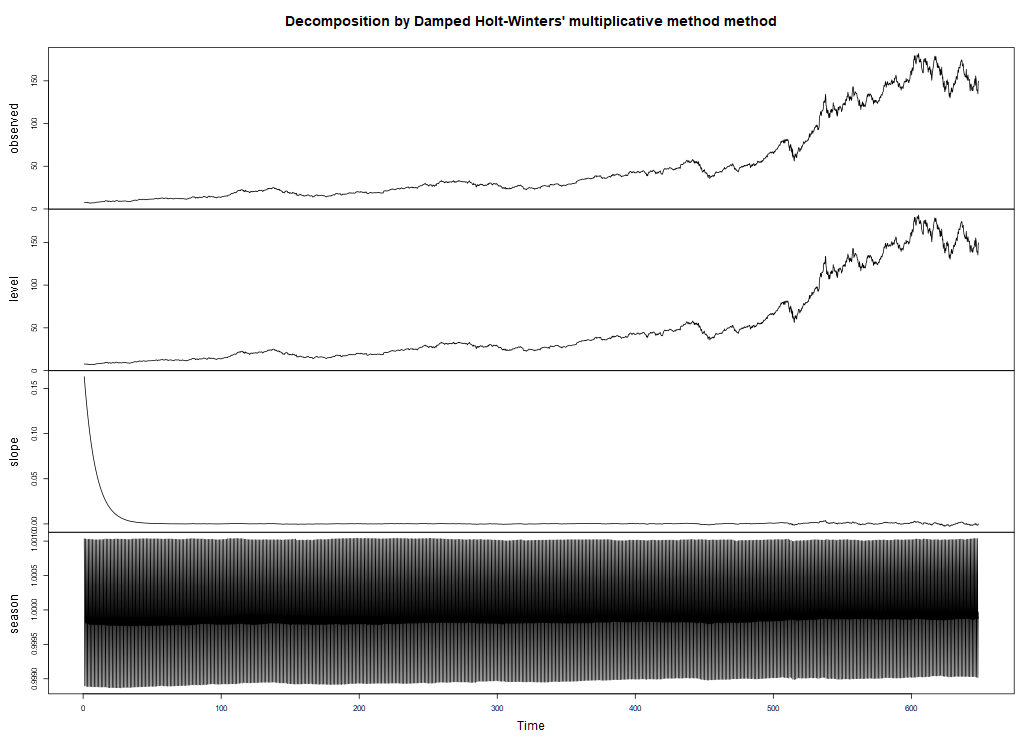 Decomposition by Damped Holt-Winters' multiplicative method method
observed
0 50 100 150
level
0 50 100 150
slope
0.00 0.05 0.10 0.15
season
0.9990 0.9995 1.0000 1.0005 1.0010
0 100 200 300 400 500 600
Time